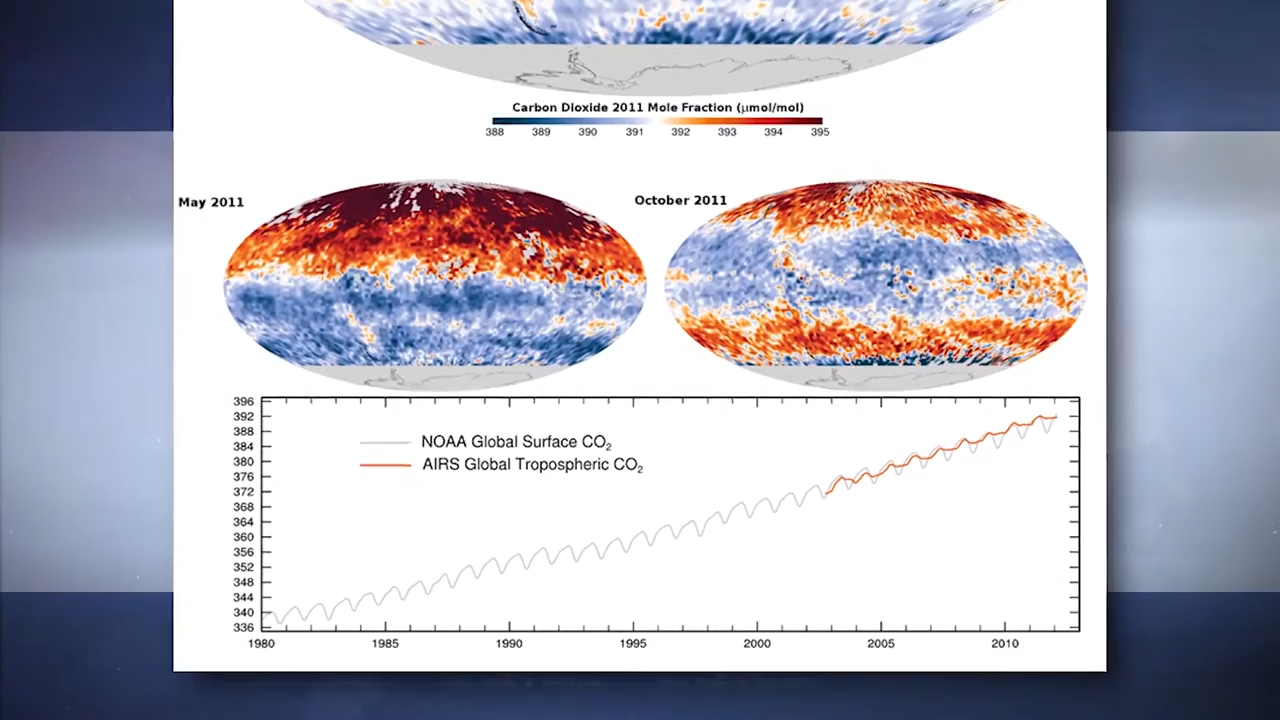 Carbon Dioxide 2011 Mole Fraction (µmol/mol)
388 389 390 391 392 393 394 395
May 2011
October 2011
396
392
388
384
380
376
372
368
364
360
356
352
348
344
340
336
NOAA Global Surface CO₂
AIRS Global Tropospheric CO₂
1980 1985 1990 1995 2000 2005 2010